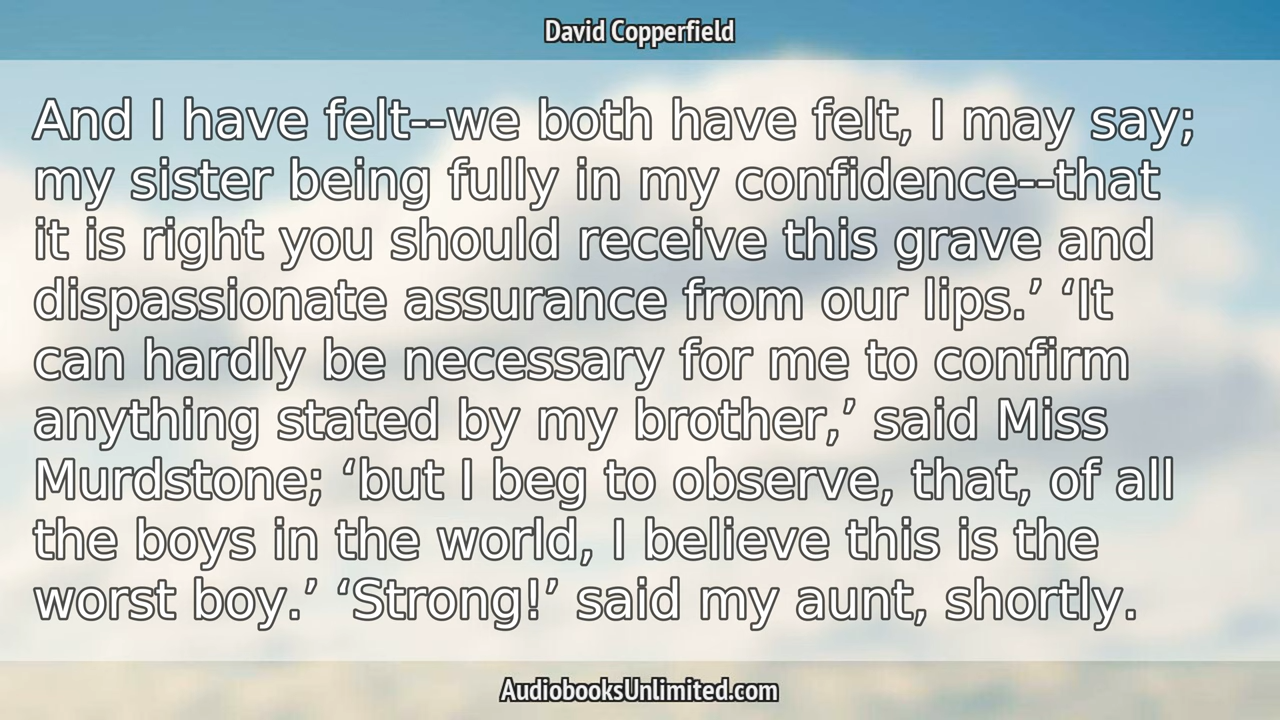 David Copperfield
And I have felt--we both have felt, I may say;
my sister being fully in my confidence--that
it is right you should receive this grave and
dispassionate assurance from our lips.’ ‘It
can hardly be necessary for me to confirm
anything stated by my brother,’ said Miss
Murdstone; ‘but I beg to observe, that, of all
the boys in the world, I believe this is the
worst boy.’ ‘Strong!’ said my aunt, shortly.
AudiobooksUnlimited.com